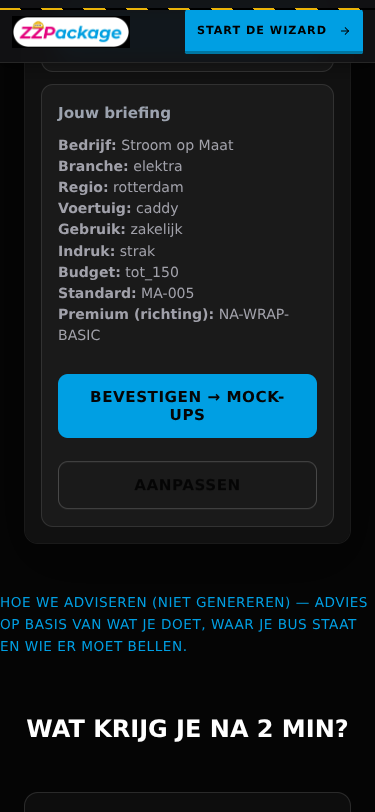 ZZPackage
START DE WIZARD →
Jouw briefing
Bedrijf: Stroom op Maat
Branche: elektra
Regio: rotterdam
Voertuig: caddy
Gebruik: zakelijk
Indruk: strak
Budget: tot_150
Standard: MA-005
Premium (richting): NA-WRAP-
BASIC
BEVESTIGEN → MOCK-
UPS
AANPASSEN
HOE WE ADVISEREN (NIET GENEREREN) — ADVIES
OP BASIS VAN WAT JE DOET, WAAR JE BUS STAAT
EN WIE ER MOET BELLEN.
WAT KRIJG JE NA 2 MIN?